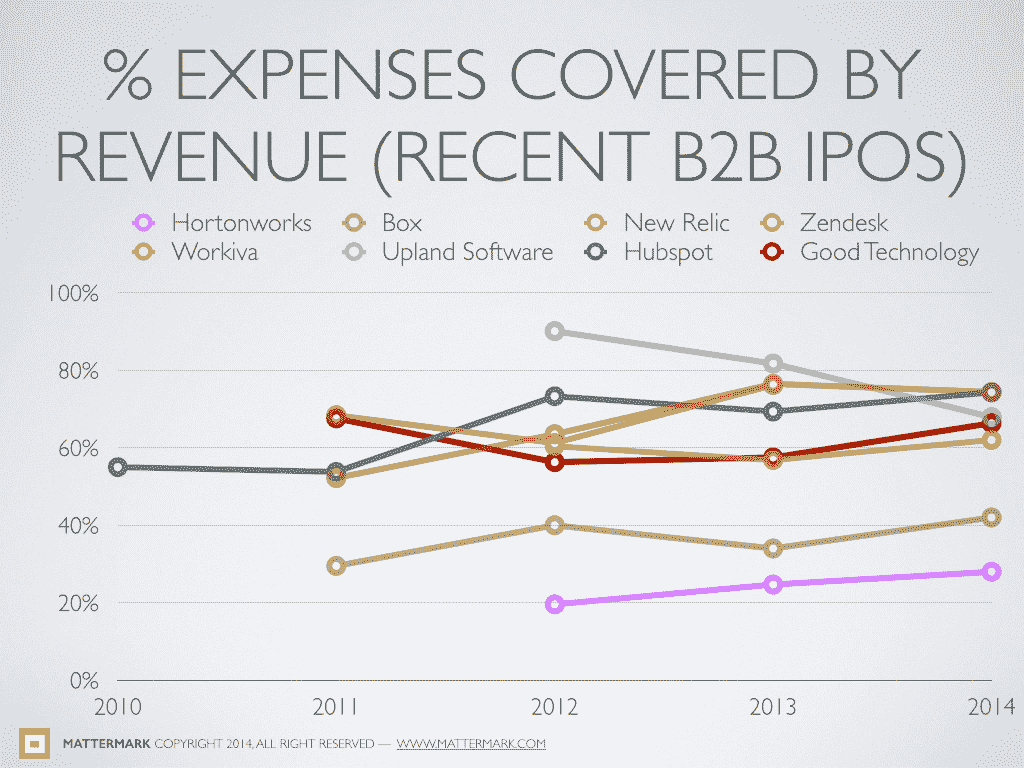 % EXPENSES COVERED BY
REVENUE (RECENT B2B IPOS)
Hortonworks Box New Relic Zendesk
Workiva Upland Software Hubspot Good Technology
100%
80%
60%
40%
20%
0%
2010 2011 2012 2013 2014
MATTERMARK COPYRIGHT 2014, ALL RIGHT RESERVED — WWW.MATTERMARK.COM